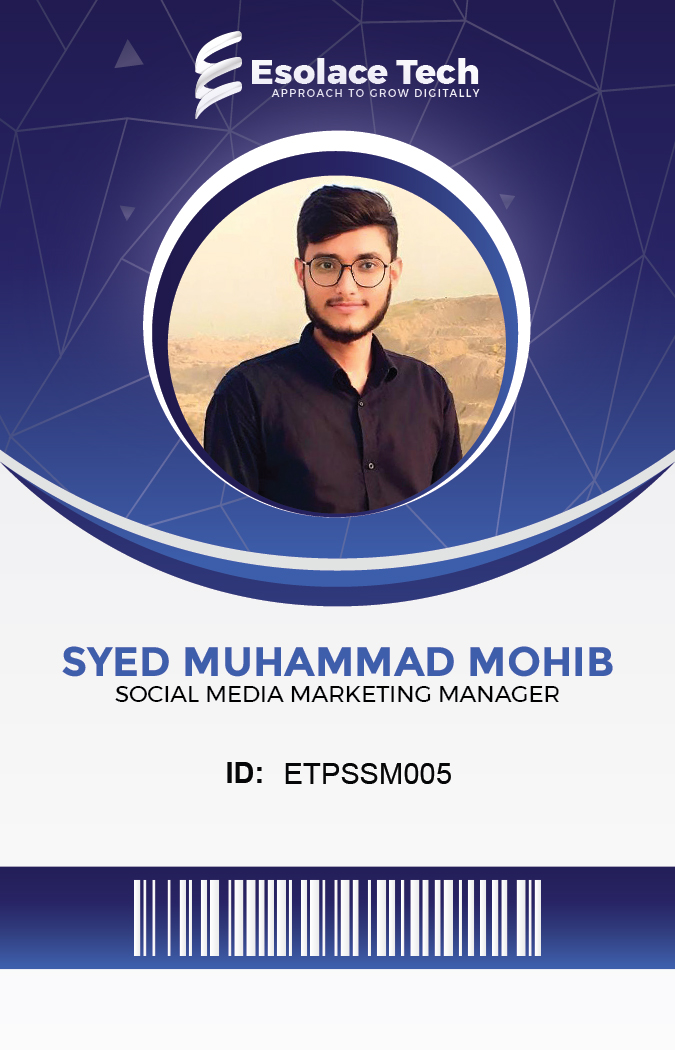 Esolace Tech
APPROACH TO GROW DIGITALLY
SYED MUHAMMAD MOHIB
SOCIAL MEDIA MARKETING MANAGER
ID: ETPSSM005